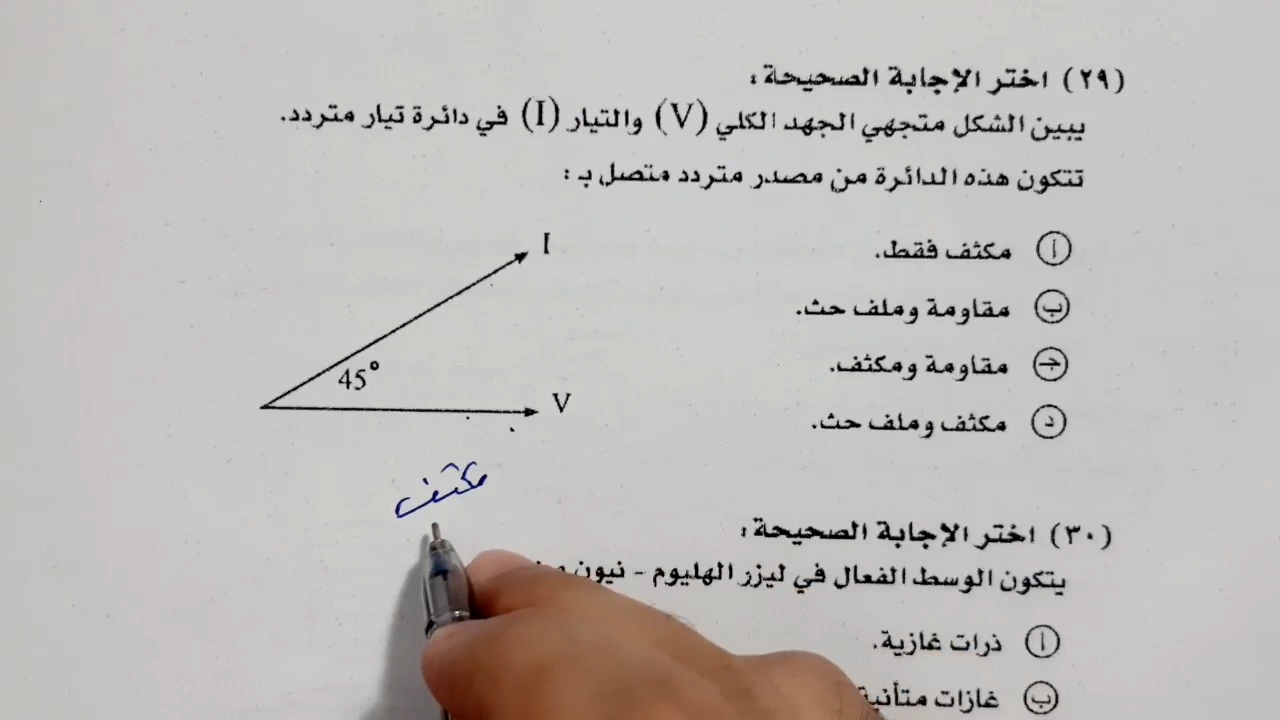 (٢٩) اختر الإجابة الصحيحة :
يبين الشكل متجهي الجهد الكلي (V) والتيار (I) في دائرة تيار متردد.
تتكون هذه الدائرة من مصدر متردد متصل بـ :
أ مكثف فقط.
ب مقاومة وملف حث.
ج مقاومة ومكثف.
د مكثف وملف حث.
I
45°
V
مكثف
(٣٠) اختر الإجابة الصحيحة :
يتكون الوسط الفعال في ليزر الهليوم - نيون
أ ذرات غازية.
ب غازات